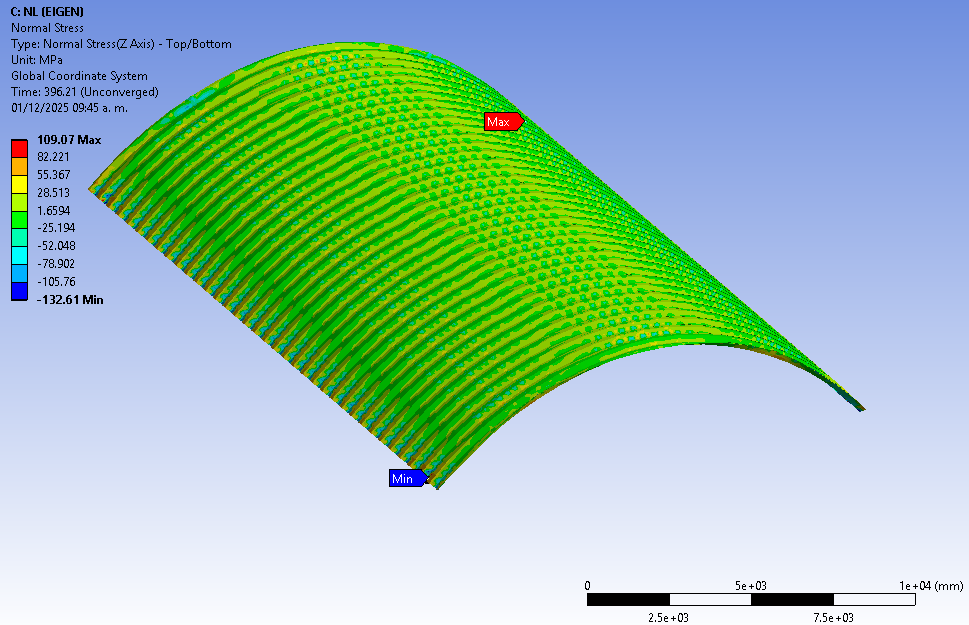 C: NL (EIGEN)
Normal Stress
Type: Normal Stress(Z Axis) - Top/Bottom
Unit: MPa
Global Coordinate System
Time: 396.21 (Unconverged)
01/12/2025 09:45 a. m.
109.07 Max
82.221
55.367
28.513
1.6594
-25.194
-52.048
-78.902
-105.76
-132.61 Min
Max
Min
0 5e+03 1e+04 (mm)
2.5e+03 7.5e+03